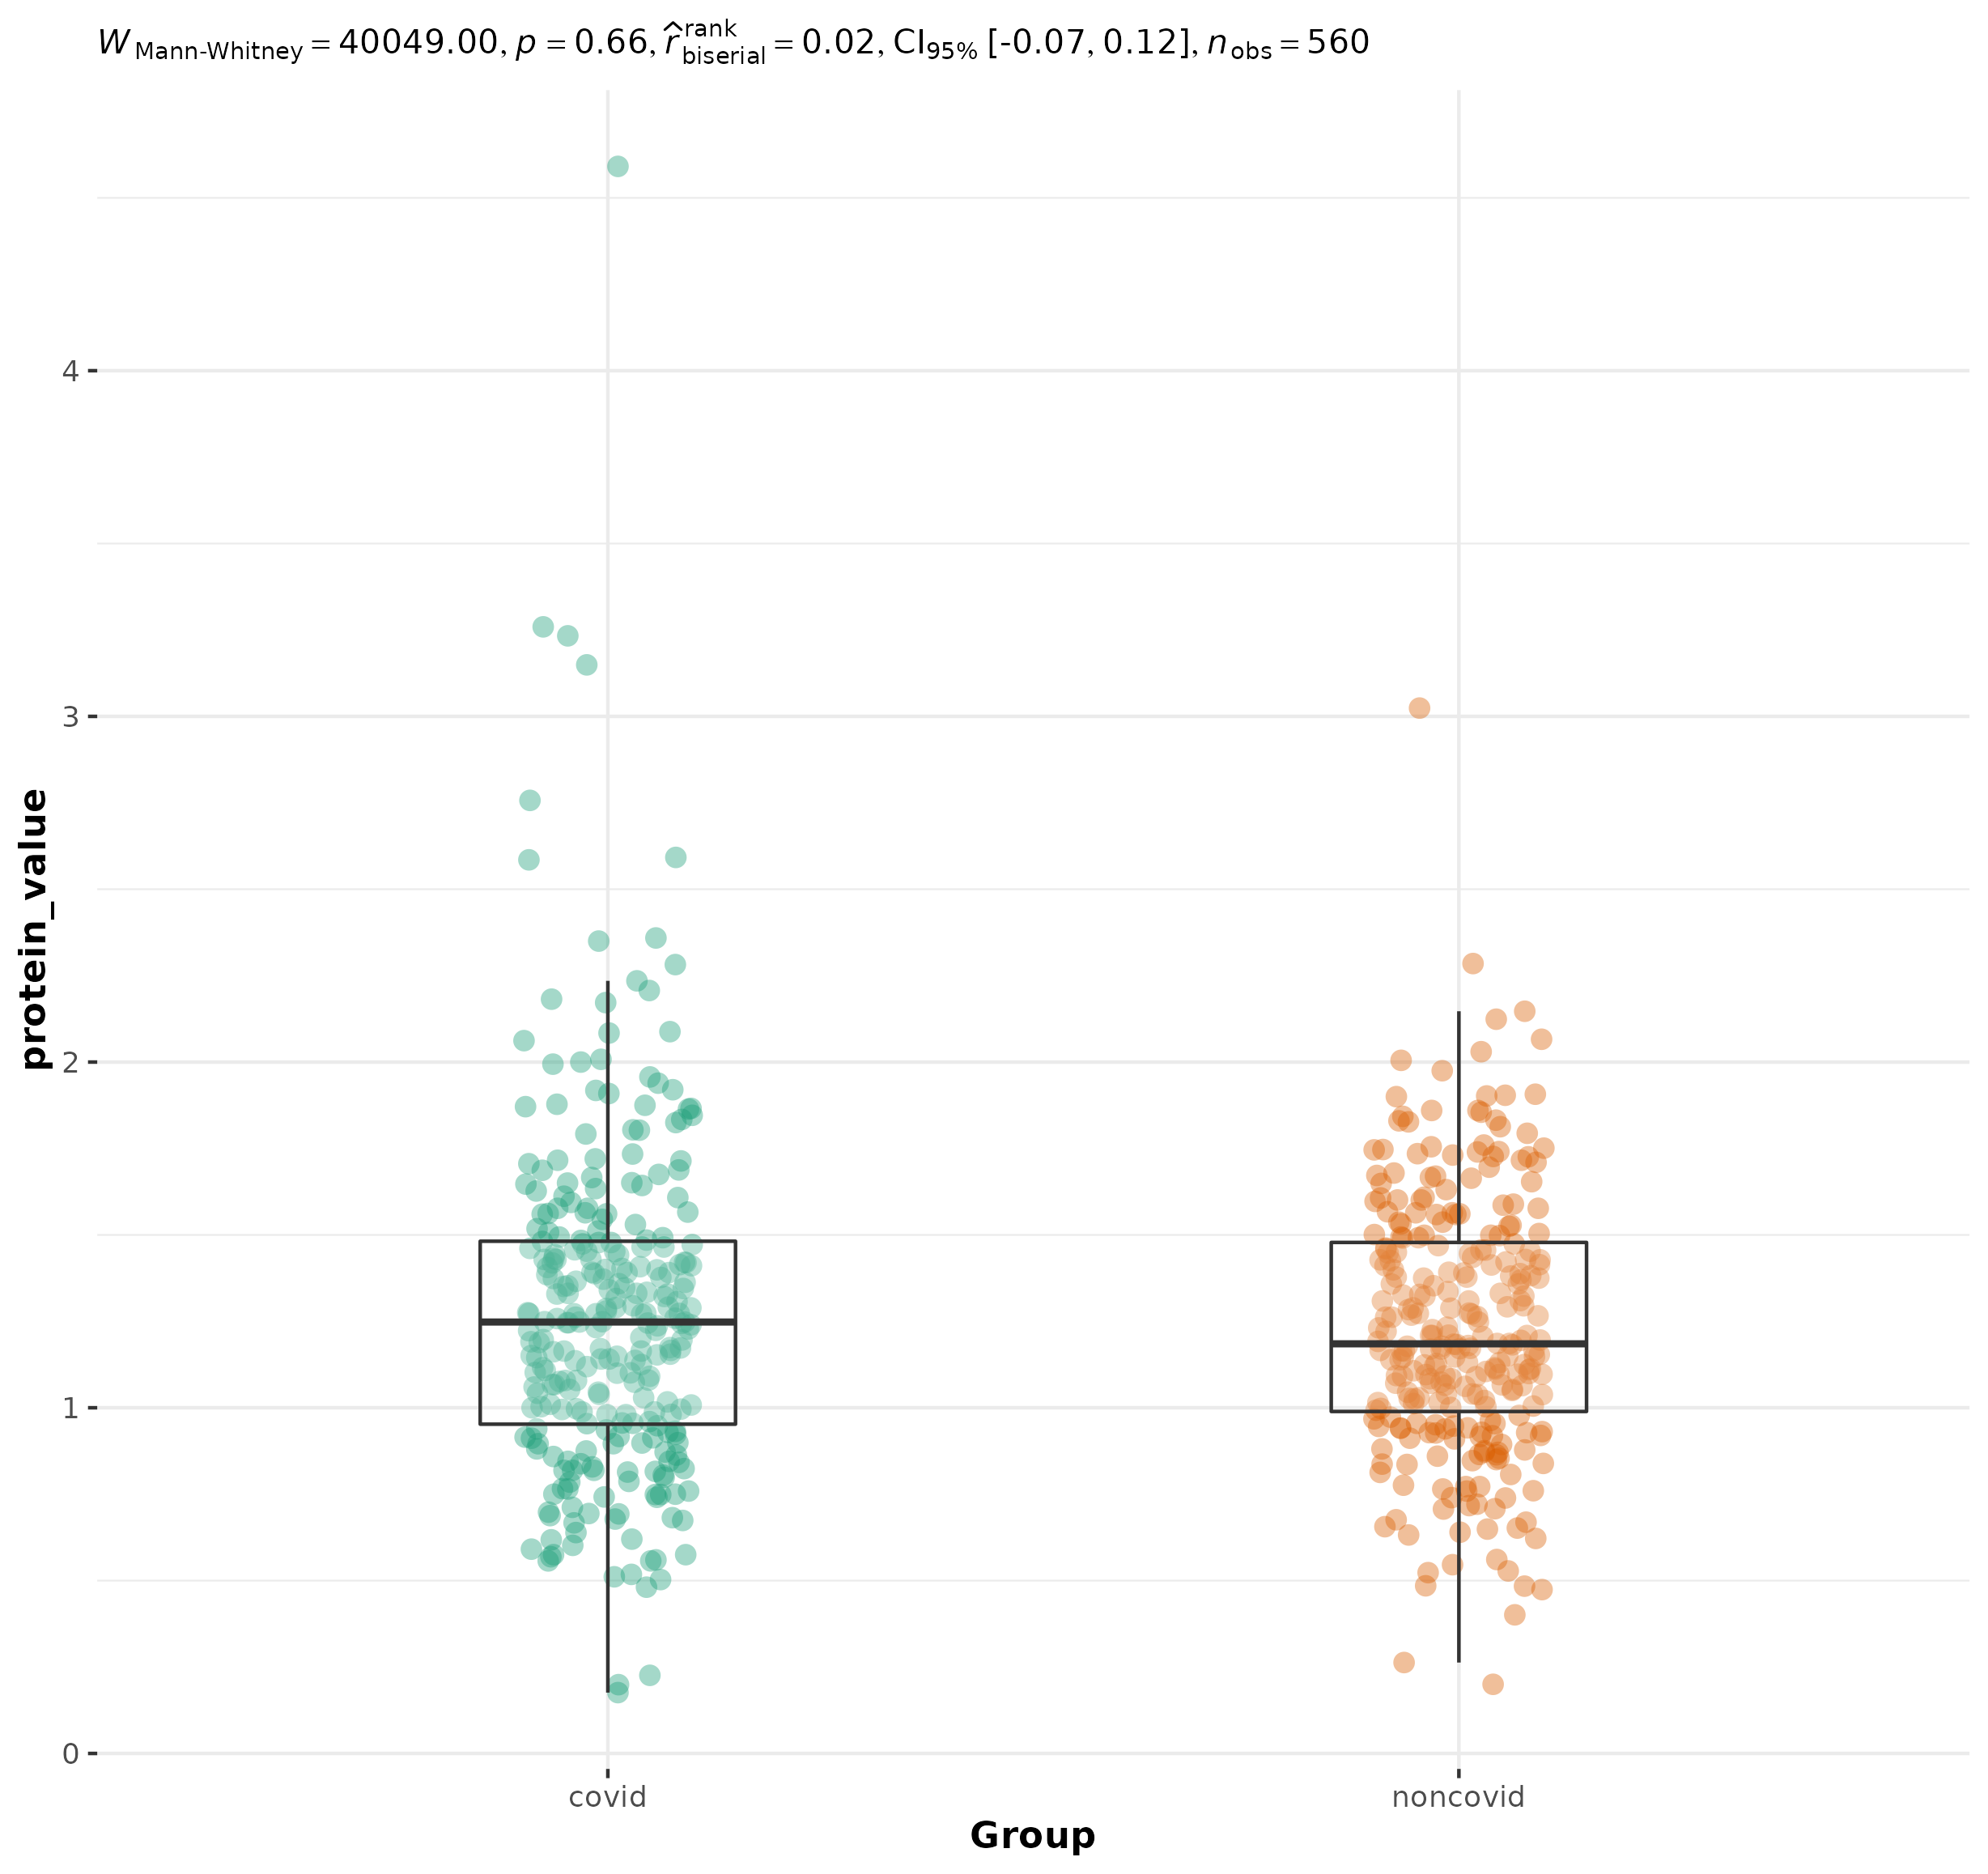 W Mann-Whitney = 40049.00, p = 0.66, r̂ rank biserial = 0.02, CI95% [-0.07, 0.12], n obs = 560
4
3
2
1
0
protein_value
covid noncovid
Group